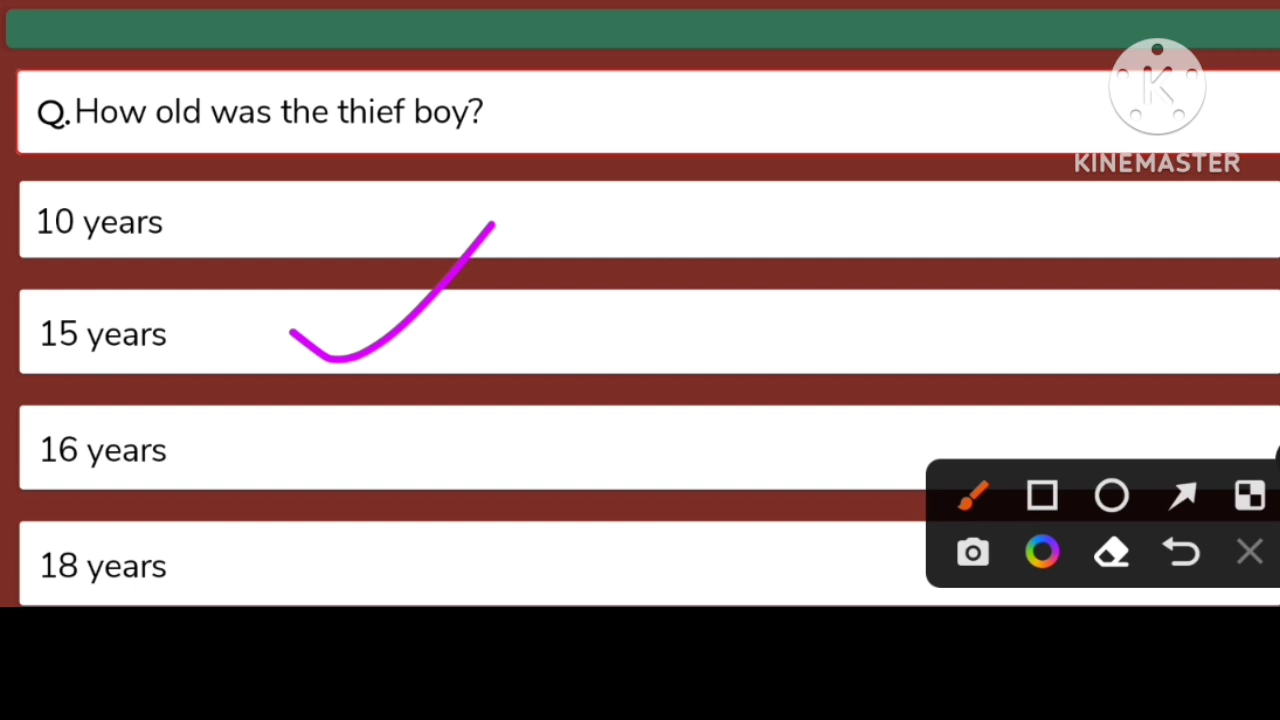 Q.How old was the thief boy?
KINEMASTER
10 years
15 years
16 years
18 years